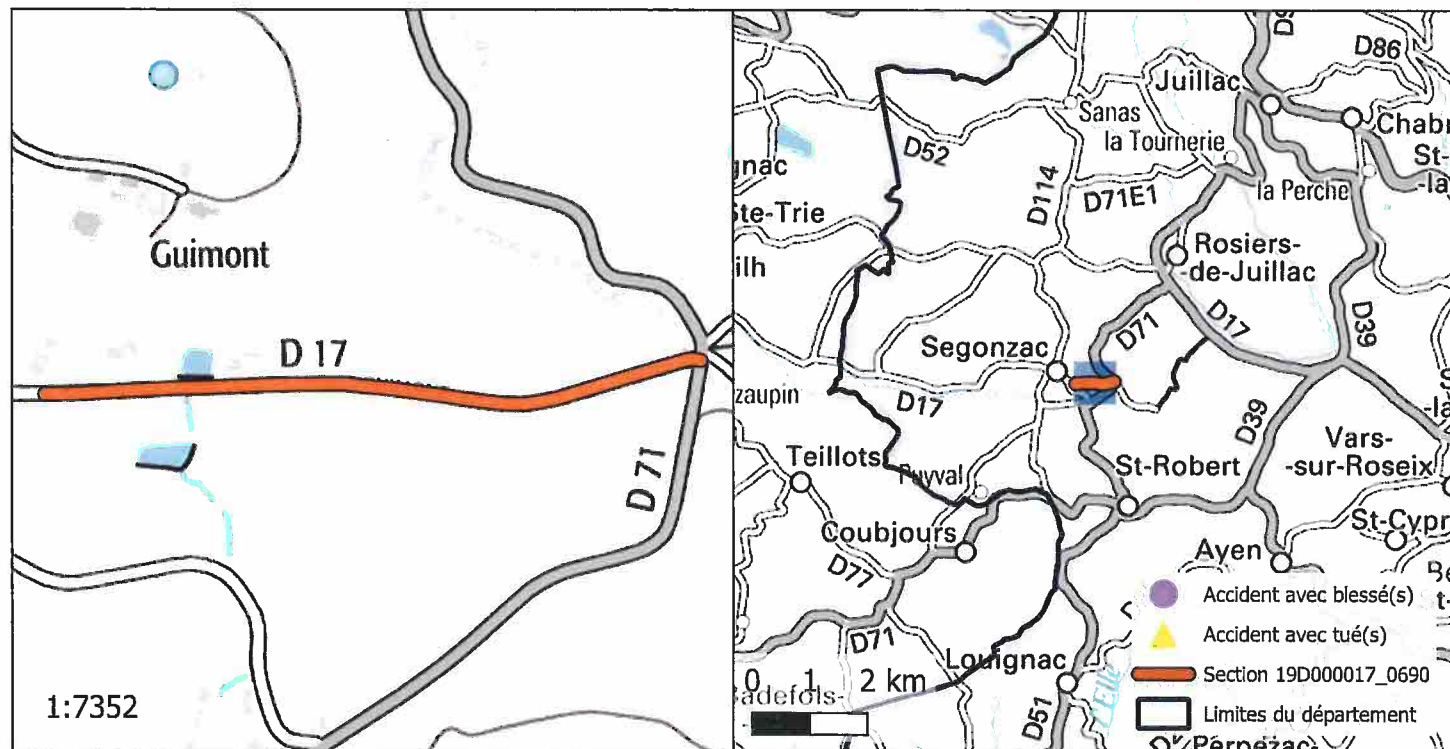 Guimont
D 17
D 71
1:7352
D86
Juillac
Sanas
Chabr
la Tournerie
St-
-la
D52
gnac
D114
D71E1
la Perche
Ste-Trie
Rosiers-
-de-Juillac
ilh
D71
D17
D39
Segonzac
zaupin
D17
D39
Vars-
-sur-Roseix
Teillots
Puyval
St-Robert
Coubjours
St-Cypr
Ayen
D77
D71
Louignac
D51
l'Elle
0 1 2 km
Badefols-
Accident avec blessé(s)
Accident avec tué(s)
Section 19D000017_0690
Limites du département
Perpezac-